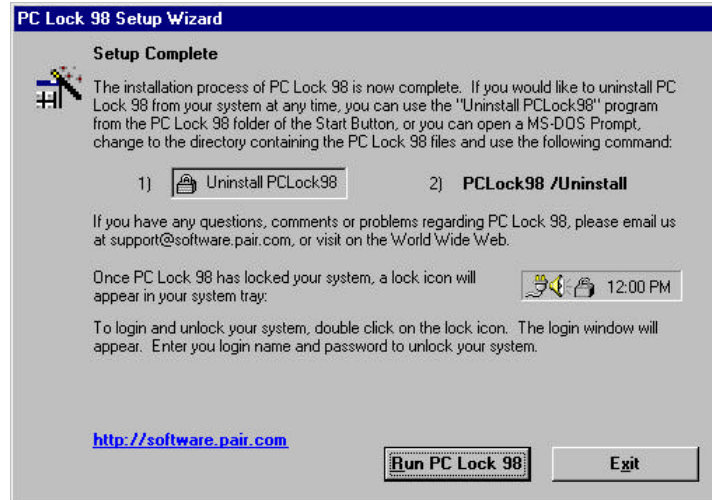 PC Lock 98 Setup Wizard
Setup Complete
The installation process of PC Lock 98 is now complete. If you would like to uninstall PC
Lock 98 from your system at any time, you can use the "Uninstall PCLock98" program
from the PC Lock 98 folder of the Start Button, or you can open a MS-DOS Prompt,
change to the directory containing the PC Lock 98 files and use the following command:
1) Uninstall PCLock98 2) PCLock98 /Uninstall
If you have any questions, comments or problems regarding PC Lock 98, please email us
at support@software.pair.com, or visit on the World Wide Web.
Once PC Lock 98 has locked your system, a lock icon will
appear in your system tray:
12:00 PM
To login and unlock your system, double click on the lock icon. The login window will
appear. Enter you login name and password to unlock your system.
http://software.pair.com
Run PC Lock 98 Exit